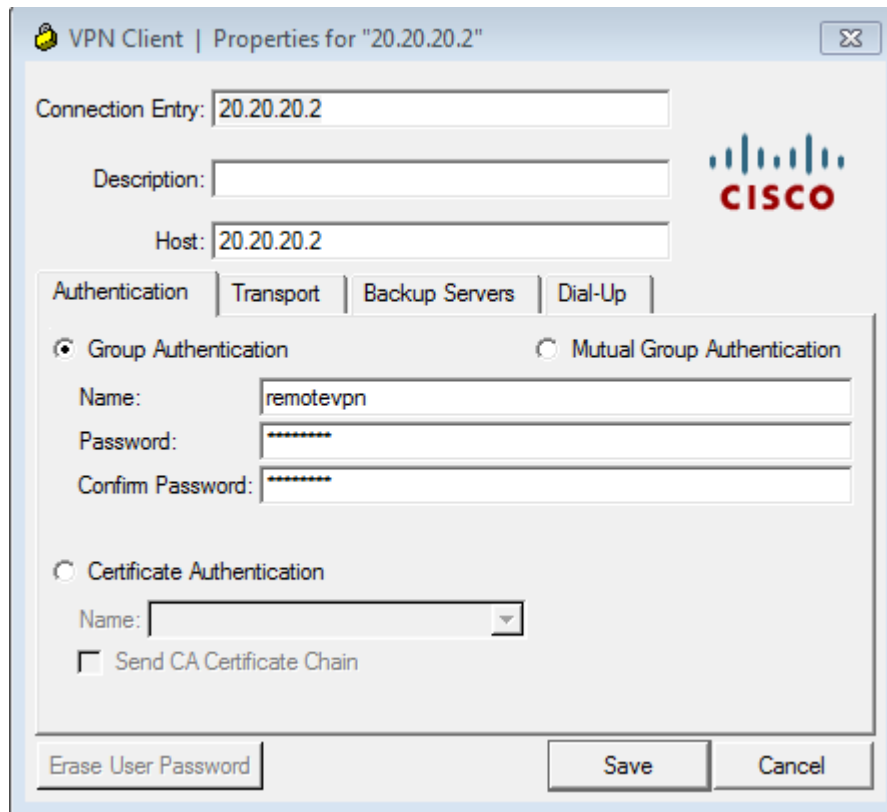 VPN Client | Properties for "20.20.20.2"
Connection Entry: 20.20.20.2
CISCO
Description:
Host: 20.20.20.2
Authentication Transport Backup Servers Dial-Up
Group Authentication Mutual Group Authentication
Name: remotevpn
Password: ********
Confirm Password: ********
Certificate Authentication
Name:
Send CA Certificate Chain
Erase User Password Save Cancel